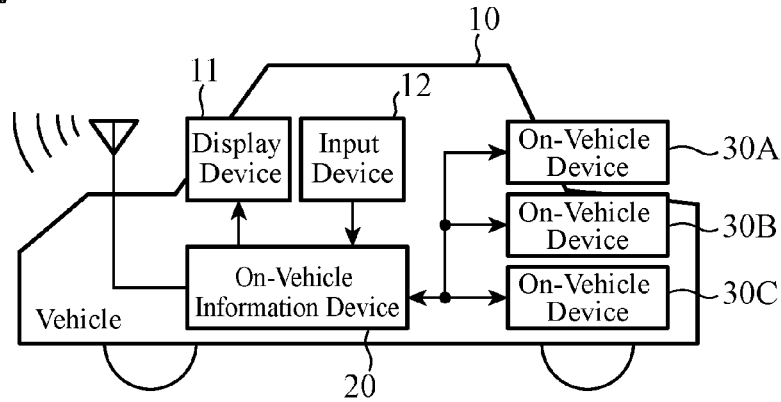 10
11
12
Display
Device
Input
Device
On-Vehicle
Device
30A
On-Vehicle
Device
30B
On-Vehicle
Information Device
On-Vehicle
Device
30C
Vehicle
20